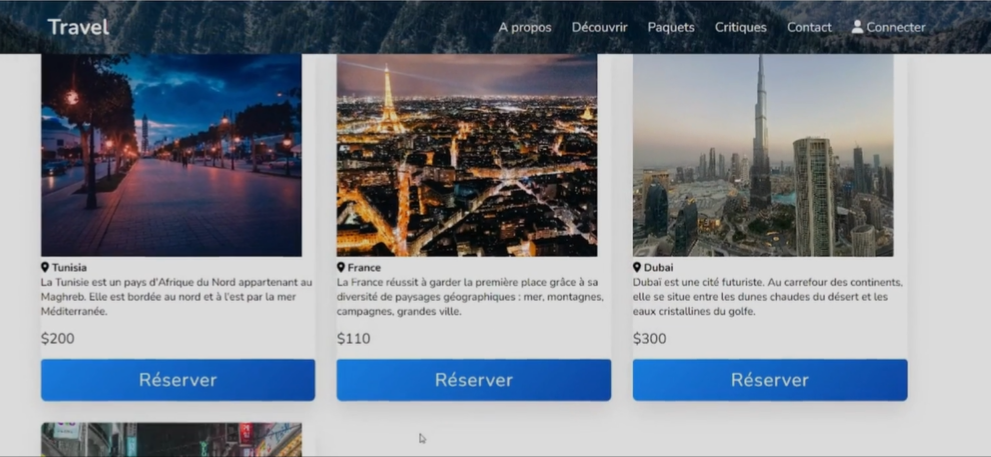 Travel
A propos Découvrir Paquets Critiques Contact Connecter
Tunisia
La Tunisie est un pays d'Afrique du Nord appartenant au
Maghreb. Elle est bordée au nord et à l'est par la mer
Méditerranée.
$200
Réserver
France
La France réussit à garder la première place grâce à sa
diversité de paysages géographiques : mer, montagnes,
campagnes, grandes ville.
$110
Réserver
Dubai
Dubaï est une cité futuriste. Au carrefour des continents,
elle se situe entre les dunes chaudes du désert et les
eaux cristallines du golfe.
$300
Réserver